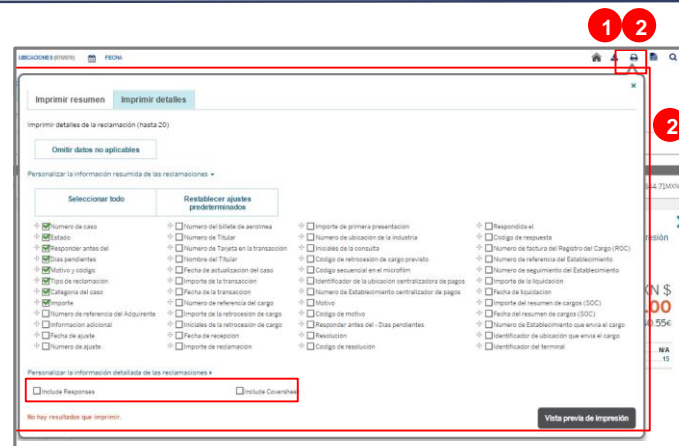 1 2
UBICACIONES FECHA
2
×
Imprimir resumen Imprimir detalles
Imprimir detalles de la reclamación (hasta 20)
Omitir datos no aplicables
Personalizar la información resumida de las reclamaciones
Seleccionar todo Restablecer ajustes predeterminados
Número de caso Número del billete de aerolínea Importe de primera presentación Respondida el
Estado Número de Titular Número de ubicación de la industria Código de respuesta
Responder antes del Número de Tarjeta en la transacción Iniciales de la consulta Número de factura del Registro del Cargo (ROC)
Días pendientes Nombre del Titular Código de retrocesión de cargo previsto Número de referencia del Establecimiento
Motivo y código Fecha de actualización del caso Código secuencial en el microfilm Número de seguimiento del Establecimiento
Tipo de reclamación Importe de la transacción Identificador de la ubicación centralizadora de pagos Importe de la liquidación
Categoría del caso Fecha de la transacción Número de Establecimiento centralizador de pagos Fecha de liquidación
Importe Número de referencia del cargo Motivo Importe del resumen de cargos (SOC)
Número de referencia del Adquirente Importe de la retrocesión de cargo Código de motivo Fecha del resumen de cargos (SOC)
Información adicional Iniciales de la retrocesión de cargo Responder antes del - Días pendientes Número de Establecimiento que envía el cargo
Fecha de ajuste Fecha de recepción Resolución Identificador de ubicación que envía el cargo
Número de ajuste Importe de reclamación Código de resolución Identificador del terminal
Personalizar la información detallada de las reclamaciones
Include Responses Include Covershee
No hay resultados que imprimir. Vista previa de impresión
4.71MXN
esión
XN $
.00
0.55€
N/A
15